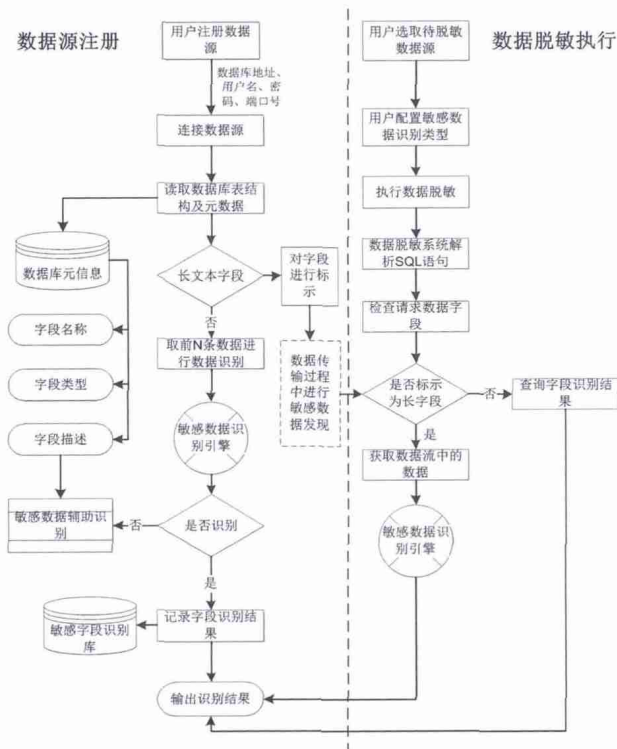 数据源注册
用户注册数据
源
数据库地址、
用户名、密
码、端口号
连接数据源
读取数据库表结
构及元数据
数据库元信息
字段名称
字段类型
字段描述
敏感数据辅助识
别
长文本字段
对字段
进行标
示
否
取前N条数据进
行数据识别
数据传
输过程
中进行
敏感数
据发现
敏感数据识
别引擎
是否识别
否
是
记录字段识别结
果
敏感字段识别
库
输出识别结果
数据脱敏执行
用户选取待脱敏
数据源
用户配置敏感数
据识别类型
执行数据脱敏
数据脱敏系统解
析SQL语句
检查请求数据字
段
是否标示
为长字段
否
查询字段识别结
果
是
获取数据流中的
数据
敏感数据识
别引擎